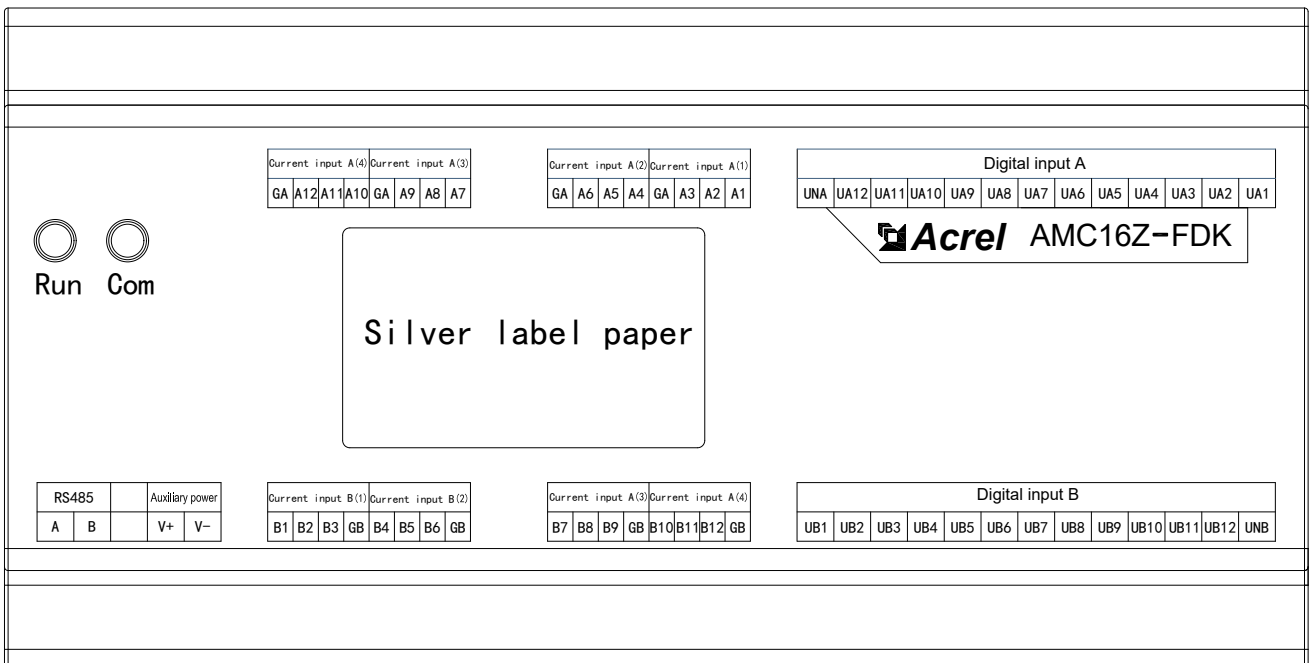 Current input A(4) Current input A(3) Current input A(2) Current input A(1) Digital input A
GA A12 A11 A10 GA A9 A8 A7 GA A6 A5 A4 GA A3 A2 A1 UNA UA12 UA11 UA10 UA9 UA8 UA7 UA6 UA5 UA4 UA3 UA2 UA1
Acrel AMC16Z-FDK
Run Com
Silver label paper
RS485 Auxiliary power Current input B(1) Current input B(2) Current input A(3) Current input A(4) Digital input B
A B V+ V- B1 B2 B3 GB B4 B5 B6 GB B7 B8 B9 GB B10 B11 B12 GB UB1 UB2 UB3 UB4 UB5 UB6 UB7 UB8 UB9 UB10 UB11 UB12 UNB